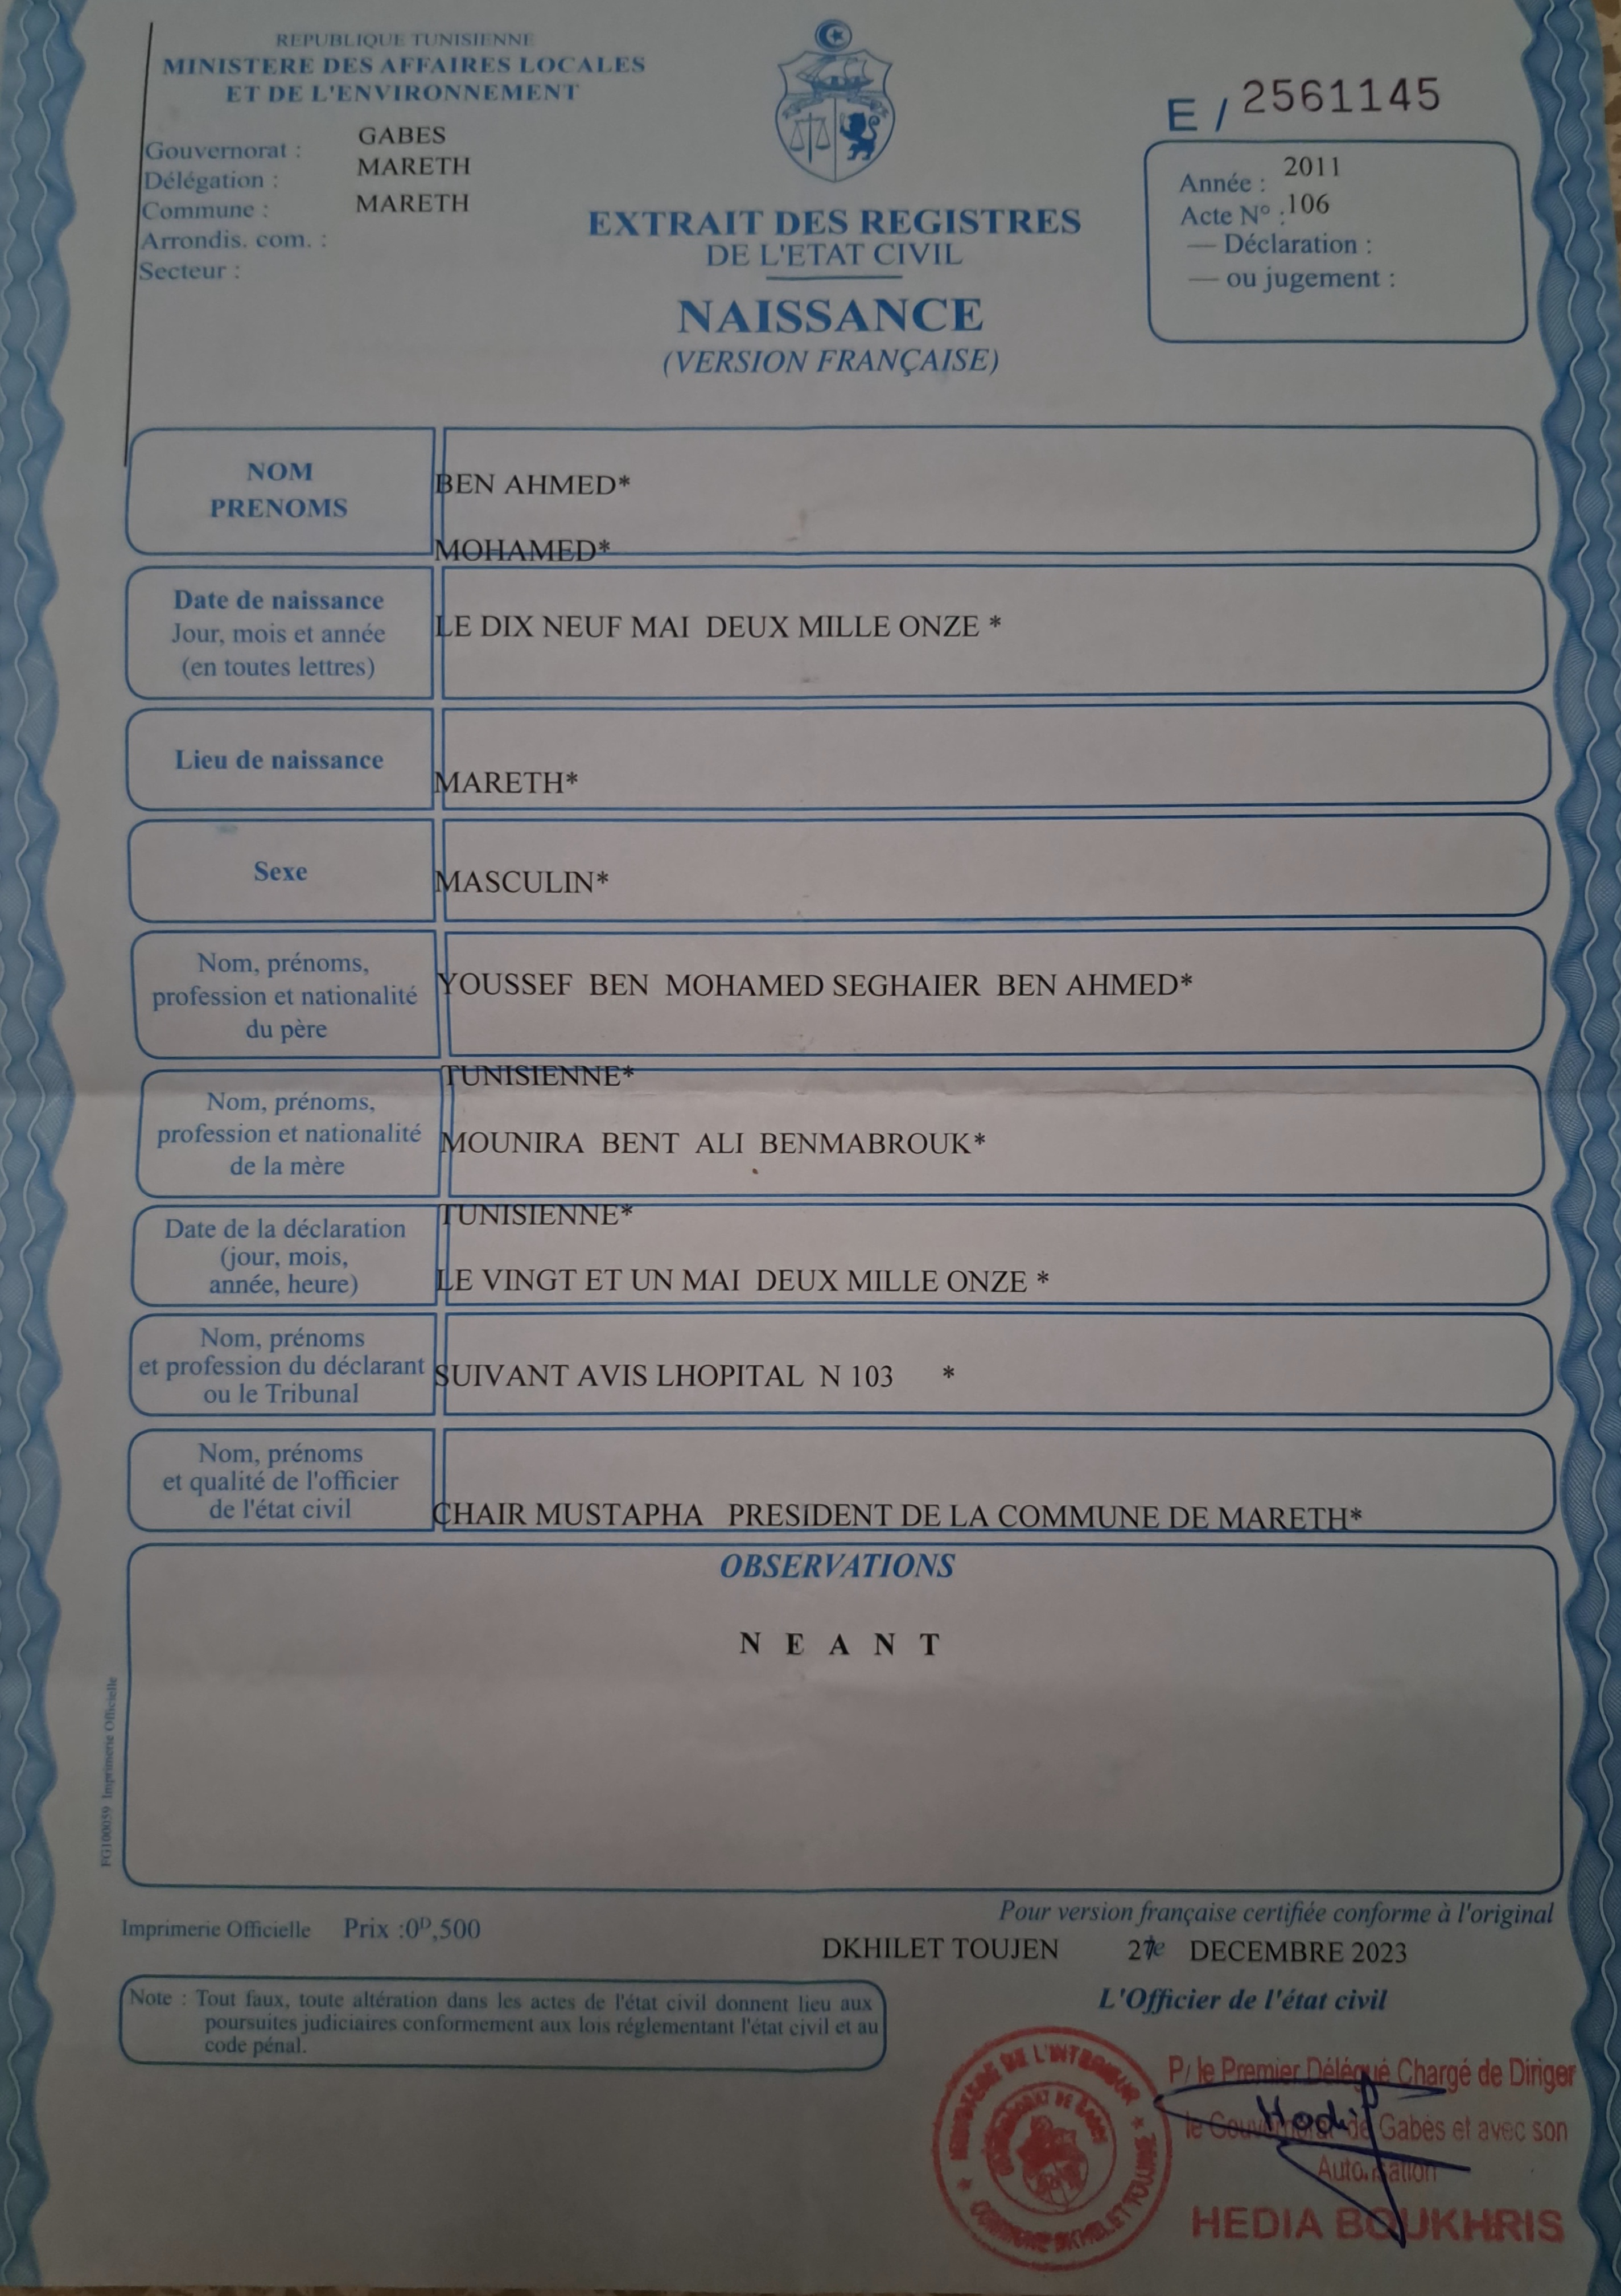 REPUBLIQUE TUNISIENNE
MINISTERE DES AFFAIRES LOCALES
ET DE L'ENVIRONNEMENT
Gouvernorat : GABES
Délégation : MARETH
Commune : MARETH
Arrondis. com. :
Secteur :
E / 2561145
Année : 2011
Acte N° : 106
— Déclaration :
— ou jugement :
EXTRAIT DES REGISTRES
DE L'ETAT CIVIL
NAISSANCE
(VERSION FRANÇAISE)
NOM
PRENOMS
BEN AHMED*
MOHAMED*
Date de naissance
Jour, mois et année
(en toutes lettres)
LE DIX NEUF MAI DEUX MILLE ONZE *
Lieu de naissance
MARETH*
Sexe
MASCULIN*
Nom, prénoms,
profession et nationalité
du père
YOUSSEF BEN MOHAMED SEGHAIER BEN AHMED*
TUNISIENNE*
Nom, prénoms,
profession et nationalité
de la mère
MOUNIRA BENT ALI BENMABROUK*
TUNISIENNE*
Date de la déclaration
(jour, mois,
année, heure)
LE VINGT ET UN MAI DEUX MILLE ONZE *
Nom, prénoms
et profession du déclarant
ou le Tribunal
SUIVANT AVIS LHOPITAL N 103 *
Nom, prénoms
et qualité de l'officier
de l'état civil
CHAIR MUSTAPHA PRESIDENT DE LA COMMUNE DE MARETH*
OBSERVATIONS
N E A N T
FG100059 Imprimerie Officielle
Imprimerie Officielle Prix :0D,500
Pour version française certifiée conforme à l'original
DKHILET TOUJEN DECEMBRE 2023
L'Officier de l'état civil
Note : Tout faux, toute altération dans les actes de l'état civil donnent lieu aux
poursuites judiciaires conformement aux lois réglementant l'état civil et au
code pénal.
MINISTERE DE L'INTERIEUR
GOUVERNORAT DE GABES
COMMUNE DKHILET TOUJANE
P/ le Premier Délégué Chargé de Diriger
le Gouvernorat de Gabès et avec son
Autorisation
HEDIA BOUKHRIS